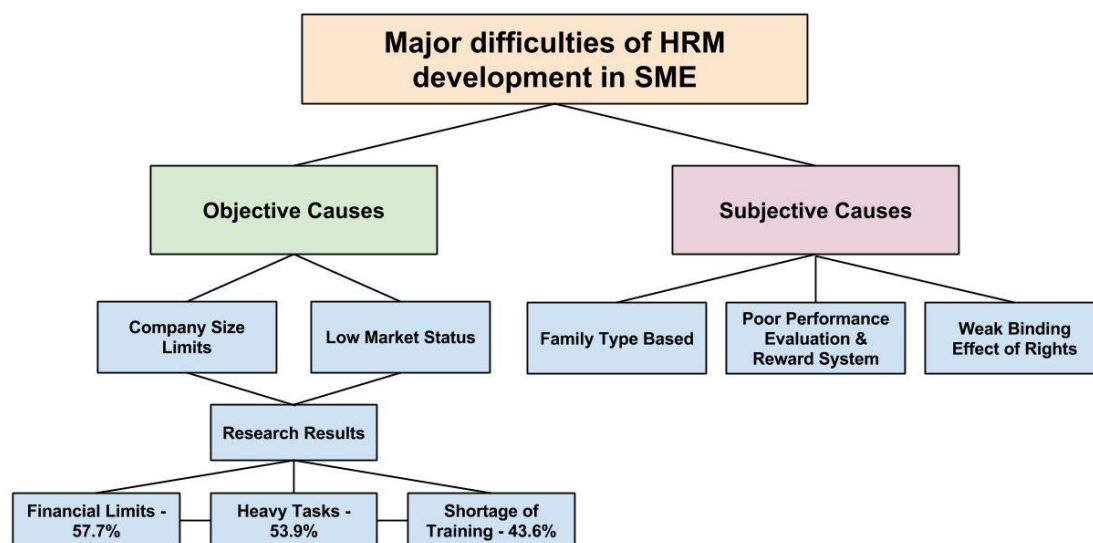 Major difficulties of HRM
development in SME
Objective Causes
Subjective Causes
Company Size
Limits
Low Market Status
Family Type Based
Poor Performance
Evaluation &
Reward System
Weak Binding
Effect of Rights
Research Results
Financial Limits -
57.7%
Heavy Tasks -
53.9%
Shortage of
Training - 43.6%